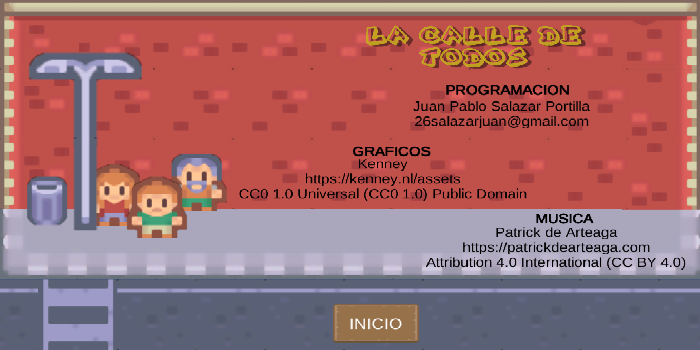 LA CALLE DE
TODOS
PROGRAMACION
Juan Pablo Salazar Portilla
26salazarjuan@gmail.com
GRAFICOS
Kenney
https://kenney.nl/assets
CC0 1.0 Universal (CC0 1.0) Public Domain
MUSICA
Patrick de Arteaga
https://patrickdearteaga.com
Attribution 4.0 International (CC BY 4.0)
INICIO